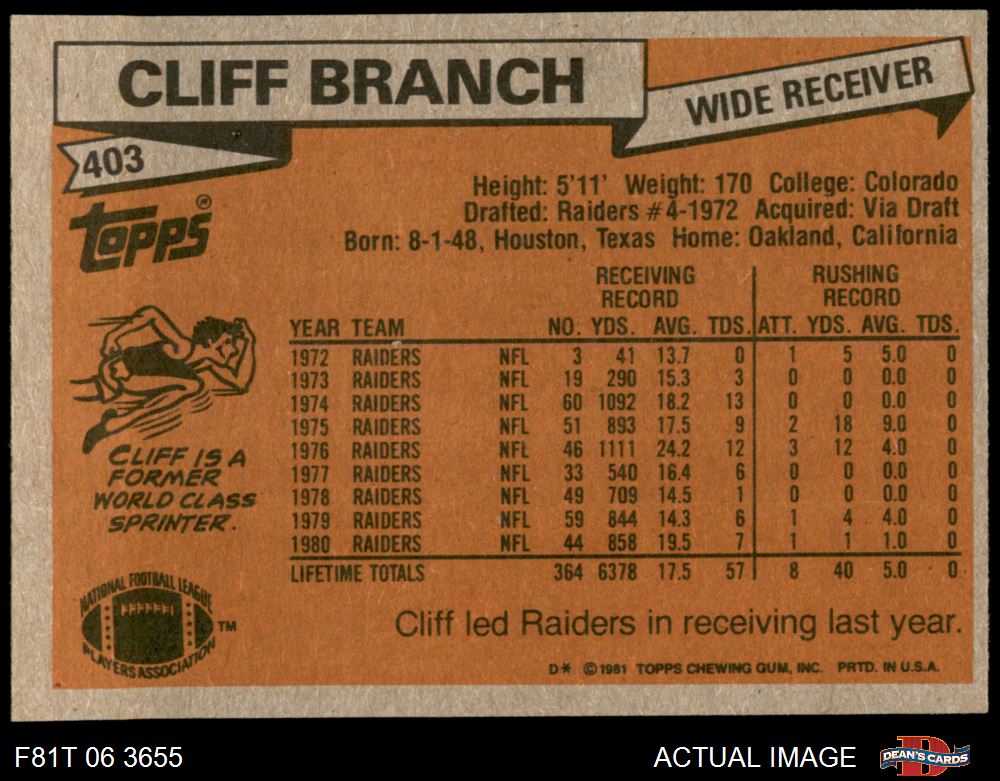 CLIFF BRANCH
WIDE RECEIVER
403
TOPPS®
Height: 5'11' Weight: 170 College: Colorado
Drafted: Raiders #4-1972 Acquired: Via Draft
Born: 8-1-48, Houston, Texas Home: Oakland, California
RECEIVING RUSHING
RECORD RECORD
YEAR TEAM NO. YDS. AVG. TDS. ATT. YDS. AVG. TDS.
1972 RAIDERS NFL 3 41 13.7 0 1 5 5.0 0
1973 RAIDERS NFL 19 290 15.3 3 0 0 0.0 0
1974 RAIDERS NFL 60 1092 18.2 13 0 0 0.0 0
1975 RAIDERS NFL 51 893 17.5 9 2 18 9.0 0
1976 RAIDERS NFL 46 1111 24.2 12 3 12 4.0 0
1977 RAIDERS NFL 33 540 16.4 6 0 0 0.0 0
1978 RAIDERS NFL 49 709 14.5 1 0 0 0.0 0
1979 RAIDERS NFL 59 844 14.3 6 1 4 4.0 0
1980 RAIDERS NFL 44 858 19.5 7 1 1 1.0 0
LIFETIME TOTALS 364 6378 17.5 57 8 40 5.0 0
CLIFF IS A
FORMER
WORLD CLASS
SPRINTER.
NATIONAL FOOTBALL LEAGUE
PLAYERS ASSOCIATION
TM
Cliff led Raiders in receiving last year.
D* ©1981 TOPPS CHEWING GUM, INC. PRTD. IN U.S.A.
F81T 06 3655
ACTUAL IMAGE
D
DEAN'S CARDS